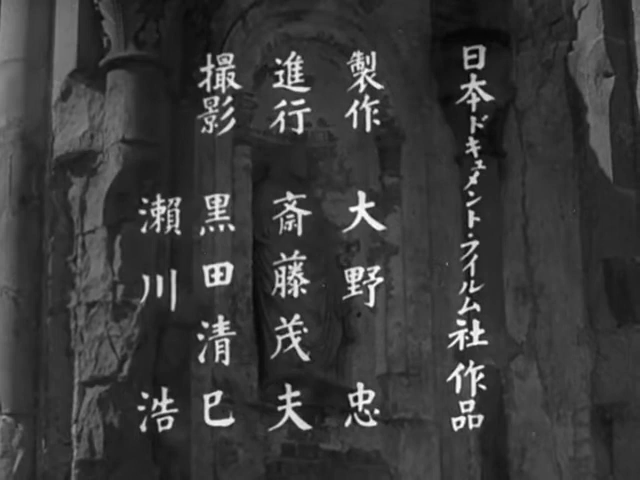 日本ドキュメント・フィルム社作品
製作 大野忠
進行 斎藤茂夫
撮影 黒田清巳
瀬川浩